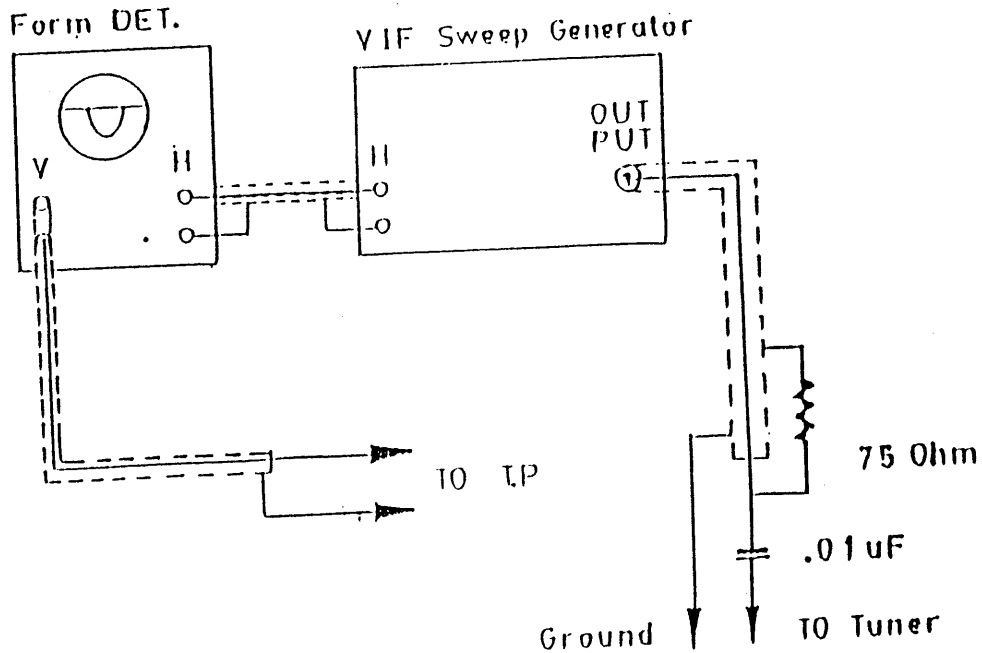 Form DET.
VIF Sweep Generator
V
H
H
OUT
PUT
TO T.P
75 Ohm
.01uF
Ground
TO Tuner